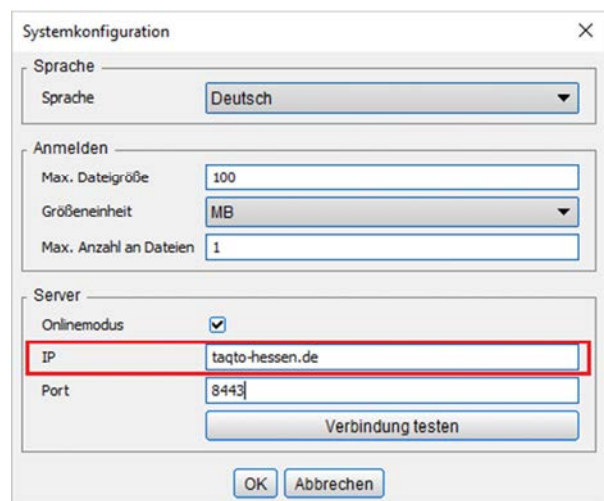 Systemkonfiguration
Sprache
Sprache Deutsch
Anmelden
Max. Dateigröße 100
Größeneinheit MB
Max. Anzahl an Dateien 1
Server
Onlinemodus
IP taqto-hessen.de
Port 8443
Verbindung testen
OK Abbrechen